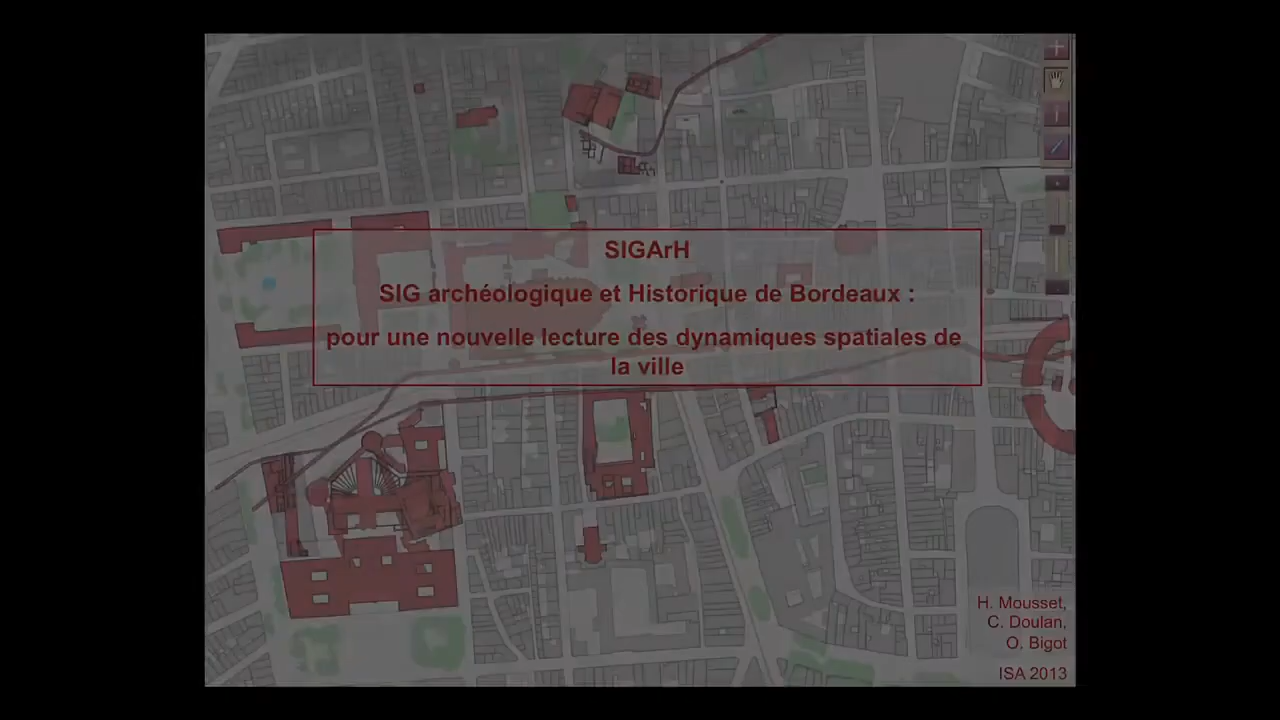 SIGArH
SIG archéologique et Historique de Bordeaux :
pour une nouvelle lecture des dynamiques spatiales de
la ville
H. Mousset,
C. Doulan,
O. Bigot
ISA 2013